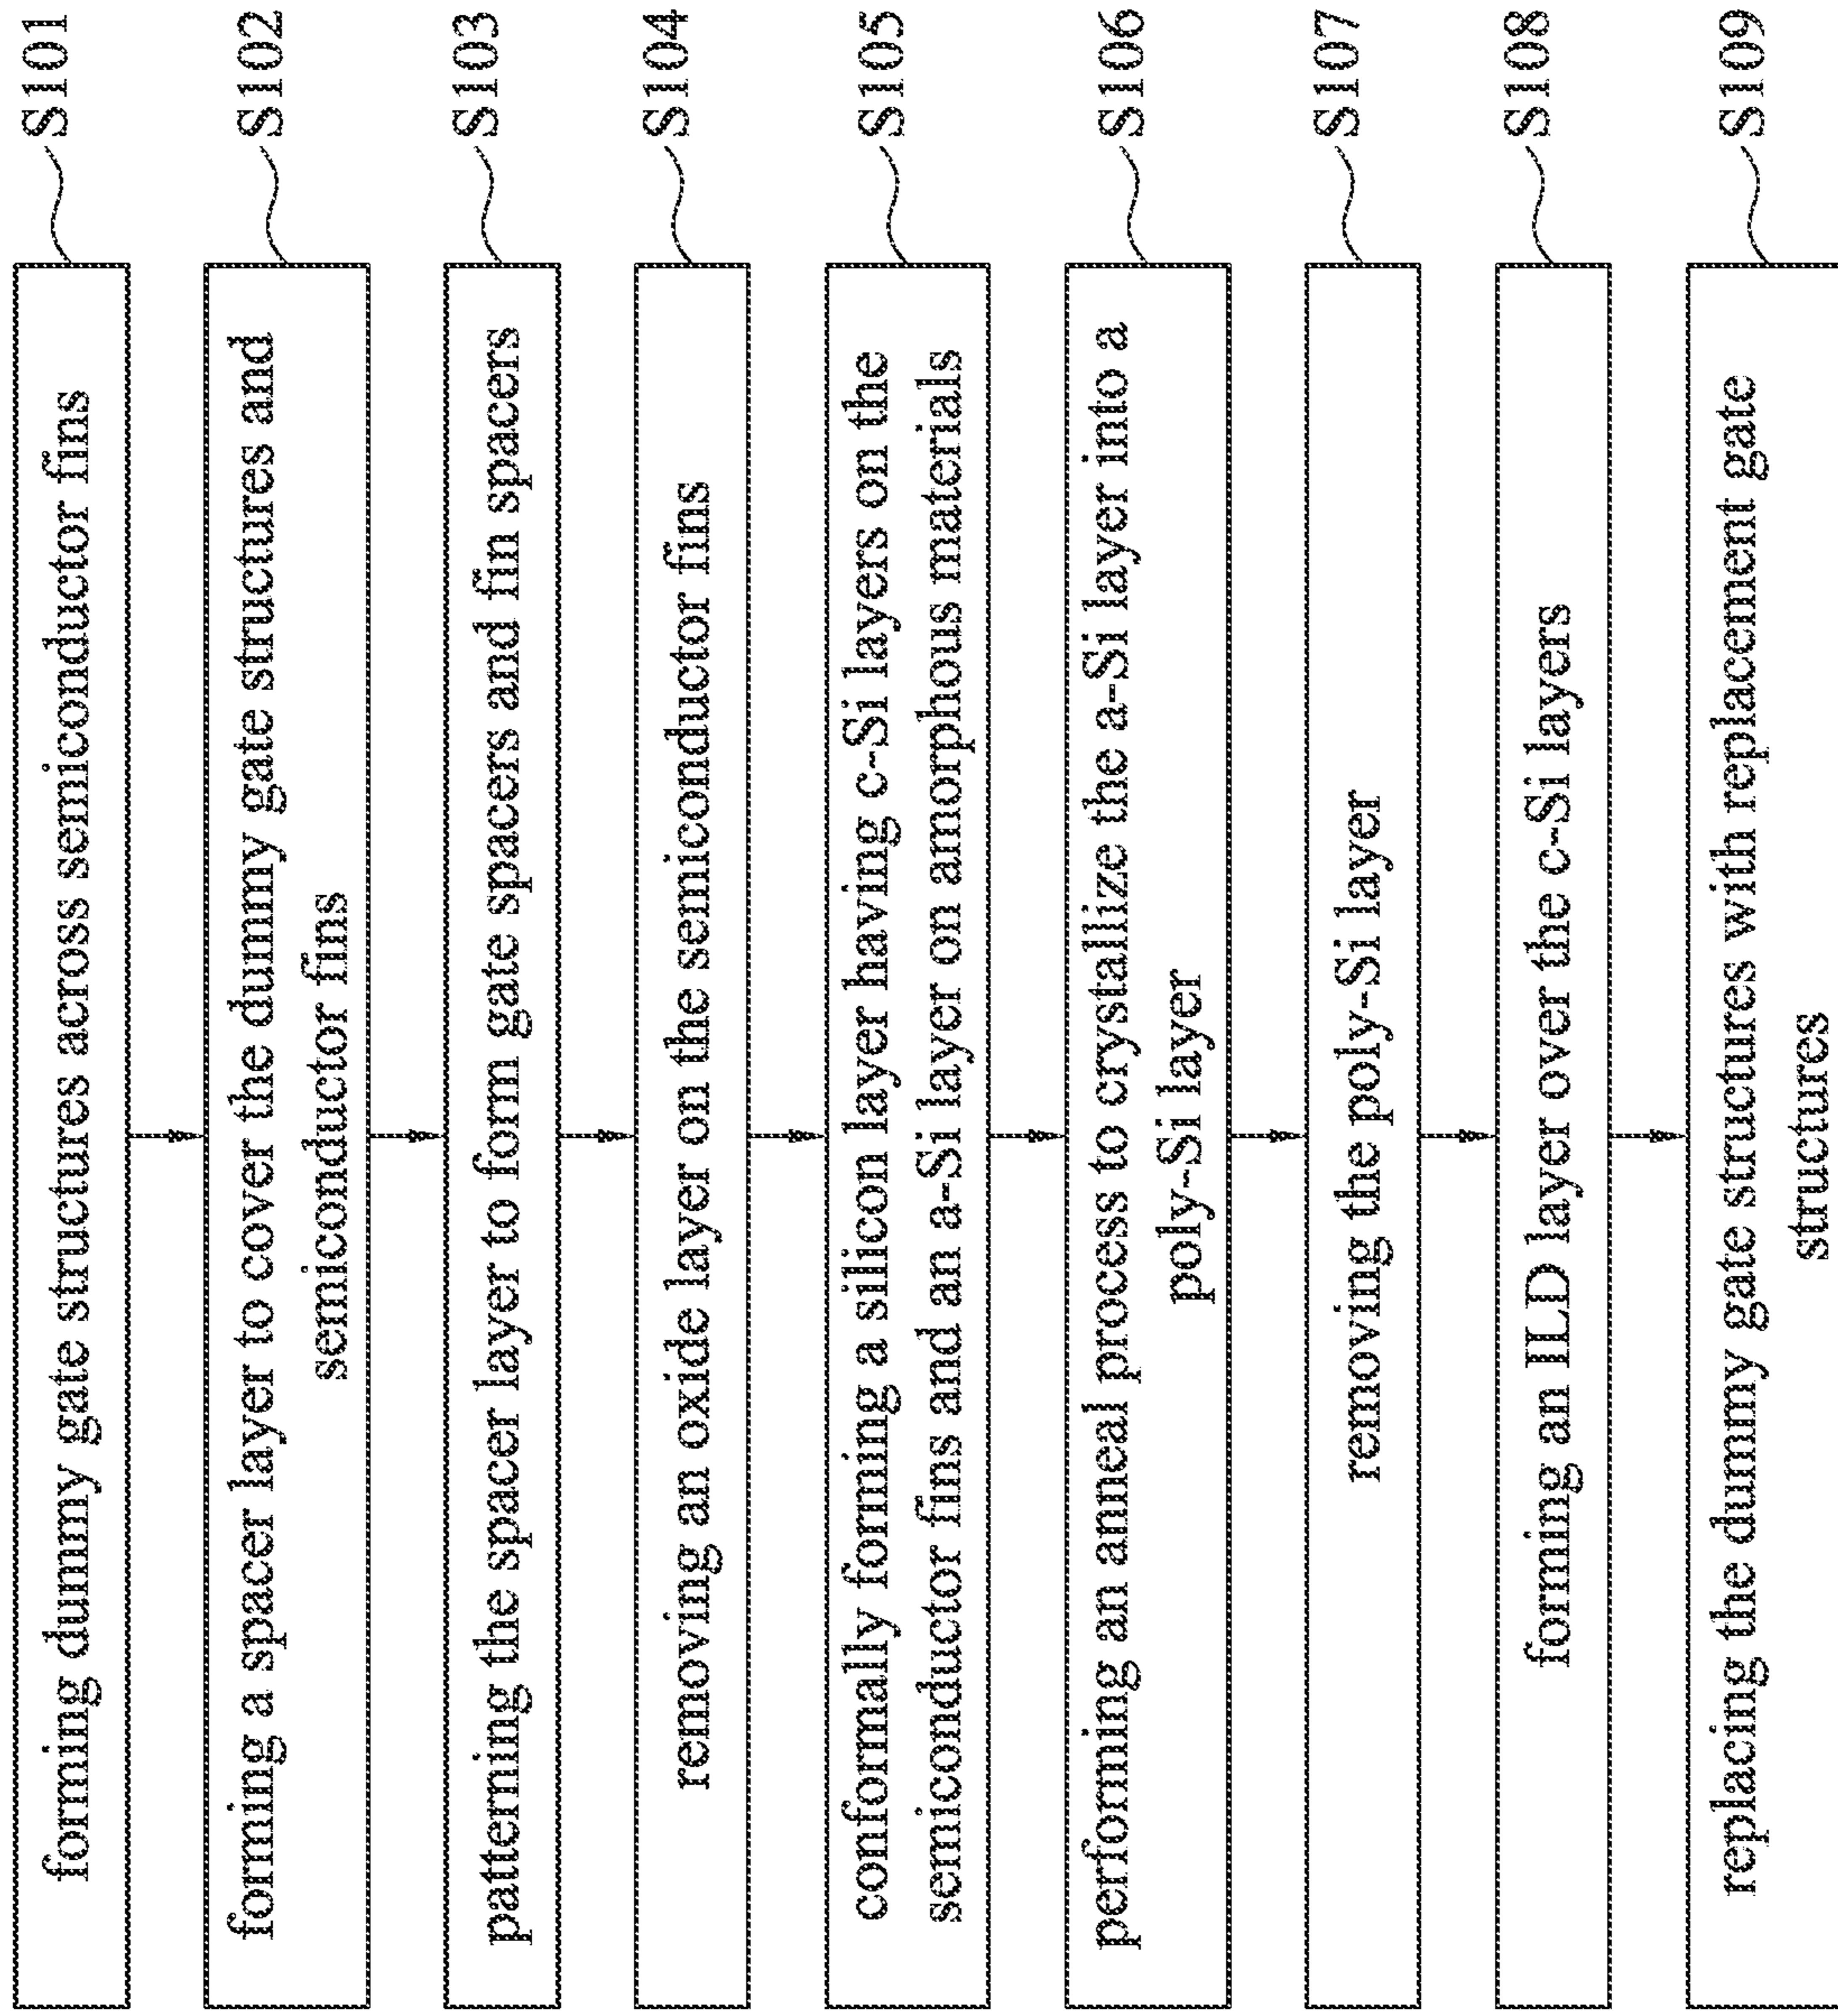 forming dummy gate structures across semiconductor fins
S101
forming a spacer layer to cover the dummy gate structures and
semiconductor fins
S102
patterning the spacer layer to form gate spacers and fin spacers
S103
removing an oxide layer on the semiconductor fins
S104
conformally forming a silicon layer having c-Si layers on the
semiconductor fins and an a-Si layer on amorphous materials
S105
performing an anneal process to crystallize the a-Si layer into a
poly-Si layer
S106
removing the poly-Si layer
S107
forming an ILD layer over the c-Si layers
S108
replacing the dummy gate structures with replacement gate
structures
S109